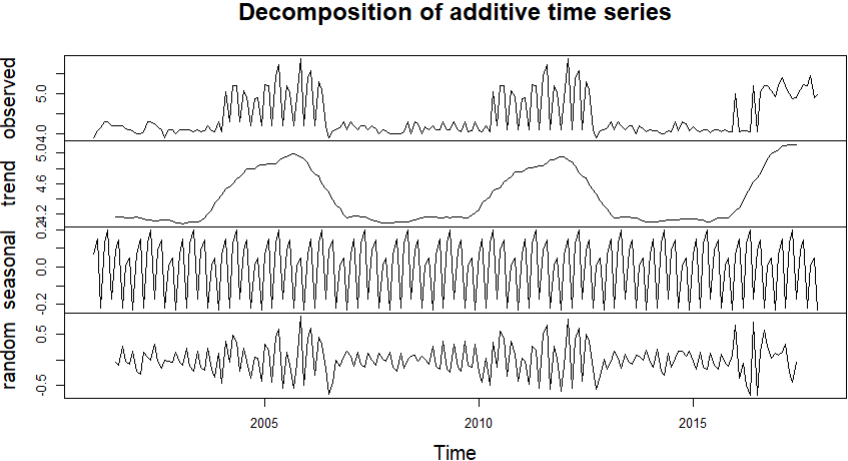 Decomposition of additive time series
observed
5.0
4.0
trend
5.0
4.6
4.2
seasonal
0.2
0.0
-0.2
random
0.5
-0.5
2005
2010
2015
Time